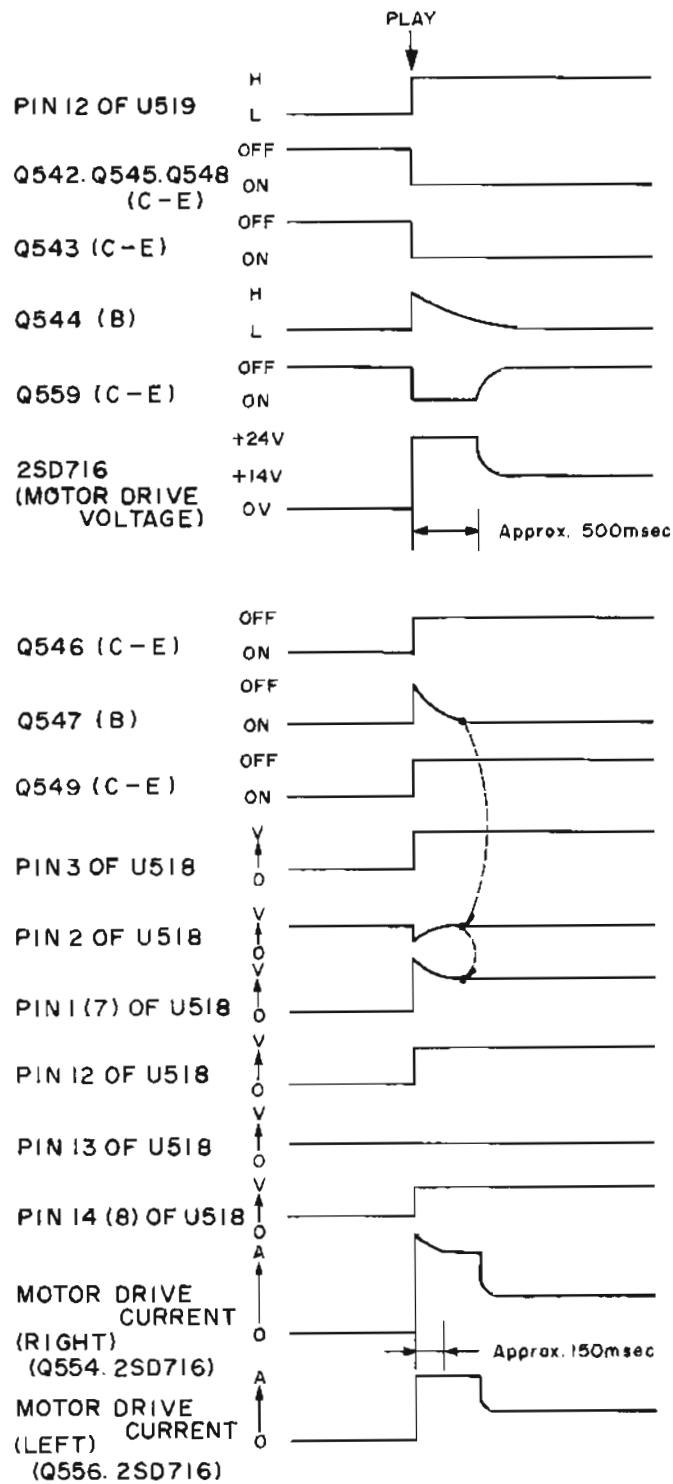 PLAY
PIN 12 OF U519
H
L
Q542. Q545. Q548
(C-E)
OFF
ON
Q543 (C-E)
OFF
ON
Q544 (B)
H
L
Q559 (C-E)
OFF
ON
2SD716
(MOTOR DRIVE
VOLTAGE)
+24V
+14V
0V
Approx. 500msec
Q546 (C-E)
OFF
ON
Q547 (B)
OFF
ON
Q549 (C-E)
OFF
ON
PIN 3 OF U518
V
0
PIN 2 OF U518
V
0
PIN 1(7) OF U518
V
0
PIN 12 OF U518
V
0
PIN 13 OF U518
V
0
PIN 14 (8) OF U518
V
0
MOTOR DRIVE
CURRENT
(RIGHT)
(Q554. 2SD716)
A
0
Approx. 150msec
MOTOR DRIVE
CURRENT
(LEFT)
(Q556. 2SD716)
A
0